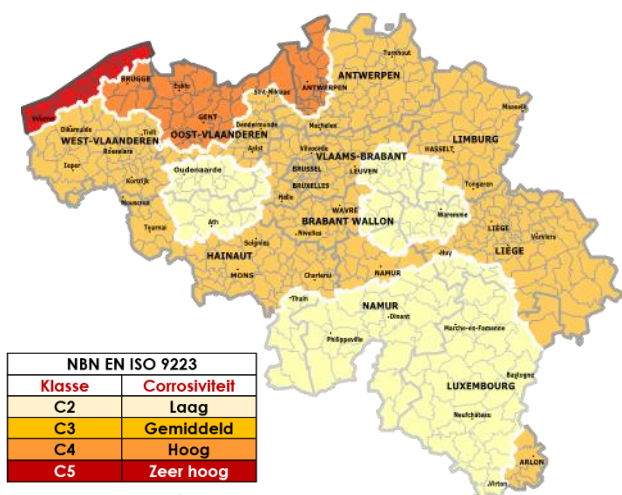 Turnhout
ANTWERPEN
BRUGGE
Eeklo
Sint-Niklaas
ANTWERPEN
Maaseik
Veurne
GENT
Diksmuide
Tielt
OOST-VLAANDEREN
Dendermonde
Mechelen
WEST-VLAANDEREN
Roeselare
Aalst
Vilvoorde
LIMBURG
HASSELT
VLAAMS-BRABANT
Ieper
Kortrijk
Oudenaarde
BRUSSEL
LEUVEN
Tongeren
BRUXELLES
Mouscron
Halle
WAVRE
Waremme
Tournai
Ath
BRABANT WALLON
LIÈGE
Verviers
Nivelles
Soignies
Huy
LIÈGE
HAINAUT
MONS
Charleroi
NAMUR
Thuin
NAMUR
Dinant
Marche-en-Famenne
Philippeville
Bastogne
LUXEMBOURG
Neufchâteau
ARLON
Virton
NBN EN ISO 9223
Klasse Corrosiviteit
C2 Laag
C3 Gemiddeld
C4 Hoog
C5 Zeer hoog